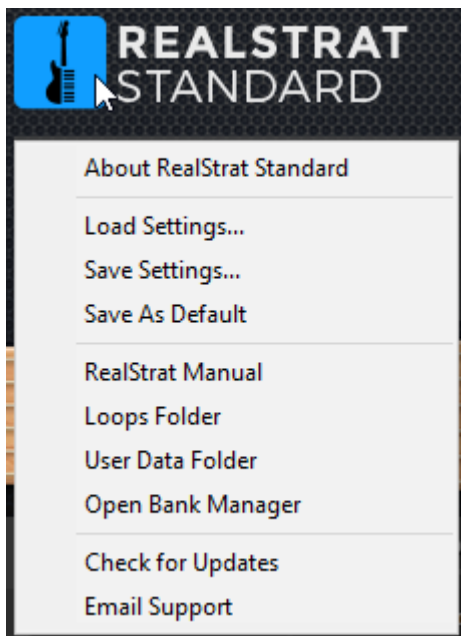 REALSTRAT
STANDARD
About RealStrat Standard
Load Settings...
Save Settings...
Save As Default
RealStrat Manual
Loops Folder
User Data Folder
Open Bank Manager
Check for Updates
Email Support